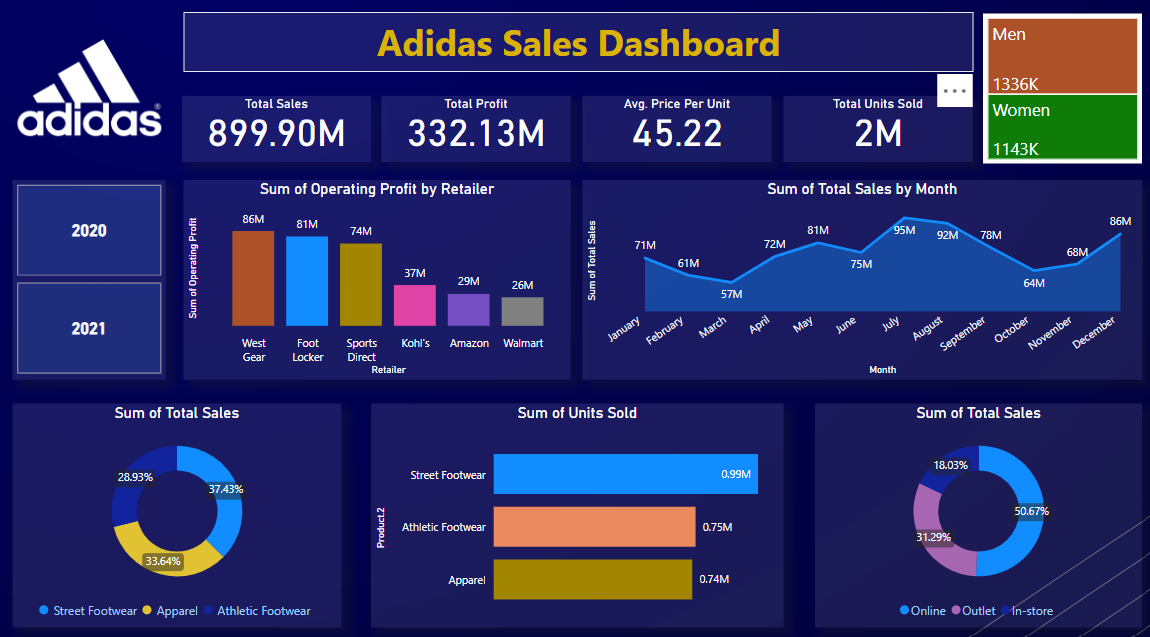 Adidas Sales Dashboard
adidas
®
Men
1336K
Women
1143K
Total Sales
899.90M
Total Profit
332.13M
Avg. Price Per Unit
45.22
Total Units Sold
2M
2020
2021
Sum of Operating Profit by Retailer
Sum of Operating Profit
86M
81M
74M
37M
29M
26M
West
Gear
Foot
Locker
Sports
Direct
Kohl's
Amazon
Walmart
Retailer
Sum of Total Sales by Month
Sum of Total Sales
71M
61M
57M
72M
81M
75M
95M
92M
78M
64M
68M
86M
January
February
March
April
May
June
July
August
September
October
November
December
Month
Sum of Total Sales
28.93%
37.43%
33.64%
Street Footwear
Apparel
Athletic Footwear
Sum of Units Sold
Product.2
Street Footwear
0.99M
Athletic Footwear
0.75M
Apparel
0.74M
Sum of Total Sales
18.03%
50.67%
31.29%
Online
Outlet
In-store